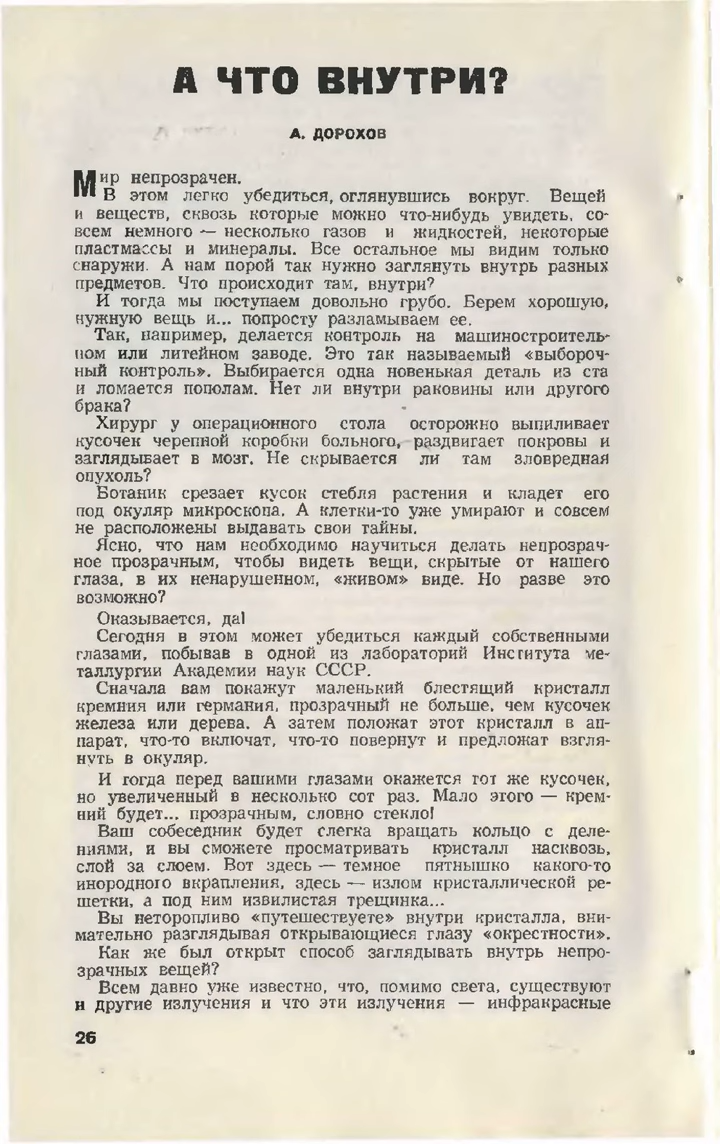 А ЧТО ВНУТРИ?
А. ДОРОХОВ
Мир непрозрачен.
В этом легко убедиться, оглянувшись вокруг. Вещей
и веществ, сквозь которые можно что-нибудь увидеть, со-
всем немного — несколько газов и жидкостей, некоторые
пластмассы и минералы. Все остальное мы видим только
снаружи. А нам порой так нужно заглянуть внутрь разных
предметов. Что происходит там, внутри?
И тогда мы поступаем довольно грубо. Берем хорошую,
нужную вещь и... попросту разламываем ее.
Так, например, делается контроль на машиностроитель-
ном или литейном заводе. Это так называемый «выбороч-
ный контроль». Выбирается одна новенькая деталь из ста
и ломается пополам. Нет ли внутри раковины или другого
брака?
Хирург у операционного стола осторожно выпиливает
кусочек черепной коробки больного, раздвигает покровы и
заглядывает в мозг. Не скрывается ли там зловредная
опухоль?
Ботаник срезает кусок стебля растения и кладет его
под окуляр микроскопа. А клетки-то уже умирают и совсем
не расположены выдавать свои тайны.
Ясно, что нам необходимо научиться делать непрозрач-
ное прозрачным, чтобы видеть вещи, скрытые от нашего
глаза, в их ненарушенном, «живом» виде. Но разве это
возможно?
Оказывается, да!
Сегодня в этом может убедиться каждый собственными
глазами, побывав в одной из лабораторий Института ме-
таллургии Академии наук СССР.
Сначала вам покажут маленький блестящий кристалл
кремния или германия, прозрачный не больше, чем кусочек
железа или дерева. А затем положат этот кристалл в ап-
парат, что-то включат, что-то повернут и предложат взгля-
нуть в окуляр.
И тогда перед вашими глазами окажется тот же кусочек,
но увеличенный в несколько сот раз. Мало этого — крем-
ний будет... прозрачным, словно стекло!
Ваш собеседник будет слегка вращать кольцо с деле-
ниями, и вы сможете просматривать кристалл насквозь,
слой за слоем. Вот здесь — темное пятнышко какого-то
инородного вкрапления, здесь — излом кристаллической ре-
шетки, а под ним извилистая трещинка...
Вы неторопливо «путешествуете» внутри кристалла, вни-
мательно разглядывая открывающиеся глазу «окрестности».
Как же был открыт способ заглядывать внутрь непро-
зрачных вещей?
Всем давно уже известно, что, помимо света, существуют
и другие излучения и что эти излучения — инфракрасные
26